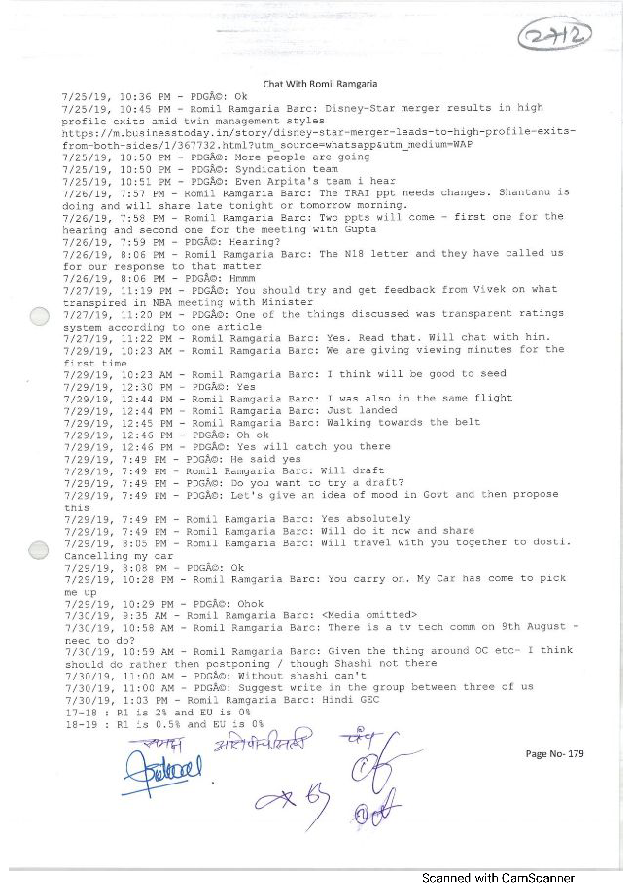 2712
Chat With Romil Ramgaria
7/25/19, 10:36 PM - PDGÂ©: Ok
7/25/19, 10:45 PM - Romil Ramgaria Barc: Disney-Star merger results in high
profile exits amid twin management styles
https://m.businesstoday.in/story/disney-star-merger-leads-to-high-profile-exits-
from-both-sides/1/367732.html?utm_source=whatsapp&utm_medium=WAP
7/25/19, 10:50 PM - PDGÂ©: More people are going
7/25/19, 10:50 PM - PDGÂ©: Syndication team
7/25/19, 10:51 PM - PDGÂ©: Even Arpita's team i hear
7/26/19, 7:57 PM - Romil Ramgaria Barc: The TRAI ppt needs changes. Shantanu is
doing and will share late tonight or tomorrow morning.
7/26/19, 7:58 PM - Romil Ramgaria Barc: Two ppts will come - first one for the
hearing and second one for the meeting with Gupta
7/26/19, 7:59 PM - PDGÂ©: Hearing?
7/26/19, 8:06 PM - Romil Ramgaria Barc: The N18 letter and they have called us
for our response to that matter
7/26/19, 8:06 PM - PDGÂ©: Hmmm
7/27/19, 11:19 PM - PDGÂ©: You should try and get feedback from Vivek on what
transpired in NBA meeting with Minister
7/27/19, 11:20 PM - PDGÂ©: One of the things discussed was transparent ratings
system according to one article
7/27/19, 11:22 PM - Romil Ramgaria Barc: Yes. Read that. Will chat with him.
7/29/19, 10:23 AM - Romil Ramgaria Barc: We are giving viewing minutes for the
first time
7/29/19, 10:23 AM - Romil Ramgaria Barc: I think will be good to seed
7/29/19, 12:30 PM - PDGÂ©: Yes
7/29/19, 12:44 PM - Romil Ramgaria Barc: I was also in the same flight
7/29/19, 12:44 PM - Romil Ramgaria Barc: Just landed
7/29/19, 12:45 PM - Romil Ramgaria Barc: Walking towards the belt
7/29/19, 12:46 PM - PDGÂ©: Oh ok
7/29/19, 12:46 PM - PDGÂ©: Yes will catch you there
7/29/19, 7:49 PM - PDGÂ©: He said yes
7/29/19, 7:49 PM - Romil Ramgaria Barc: Will draft
7/29/19, 7:49 PM - PDGÂ©: Do you want to try a draft?
7/29/19, 7:49 PM - PDGÂ©: Let's give an idea of mood in Govt and then propose
this
7/29/19, 7:49 PM - Romil Ramgaria Barc: Yes absolutely
7/29/19, 7:49 PM - Romil Ramgaria Barc: Will do it now and share
7/29/19, 8:05 PM - Romil Ramgaria Barc: Will travel with you together to dosti.
Cancelling my car
7/29/19, 8:08 PM - PDGÂ©: Ok
7/29/19, 10:28 PM - Romil Ramgaria Barc: You carry on. My Car has come to pick
me up
7/29/19, 10:29 PM - PDGÂ©: Ohok
7/30/19, 9:35 AM - Romil Ramgaria Barc: <Media omitted>
7/30/19, 10:58 AM - Romil Ramgaria Barc: There is a tv tech comm on 9th August -
need to do?
7/30/19, 10:59 AM - Romil Ramgaria Barc: Given the thing around OC etc- I think
should do rather then postponing / though Shashi not there
7/30/19, 11:00 AM - PDGÂ©: Without shashi can't
7/30/19, 11:00 AM - PDGÂ©: Suggest write in the group between three of us
7/30/19, 1:03 PM - Romil Ramgaria Barc: Hindi GEC
17-18 : R1 is 2% and EU is 0%
18-19 : R1 is 0.5% and EU is 0%
समक्ष पंच
Page No- 179
Scanned with CamScanner